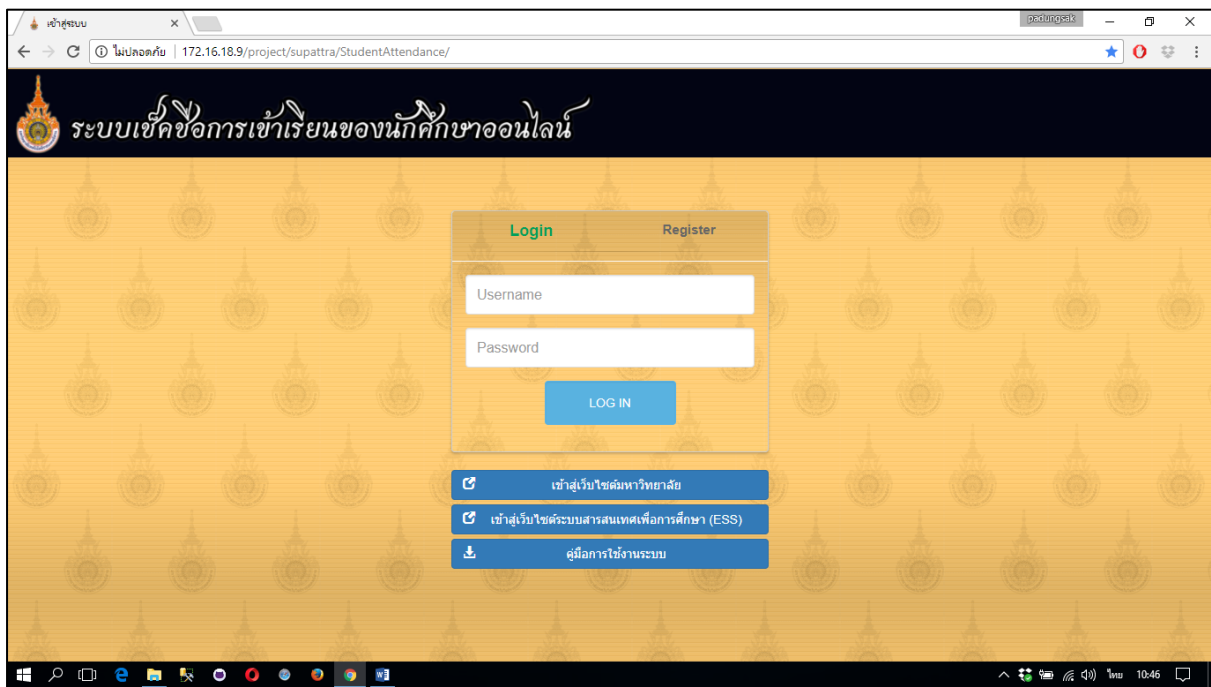 เข้าสู่ระบบ
padungsak
ไม่ปลอดภัย | 172.16.18.9/project/supattra/StudentAttendance/
ระบบเช็คชื่อการเข้าเรียนของนักศึกษาออนไลน์
Login Register
Username
Password
LOG IN
เข้าสู่เว็บไซต์มหาวิทยาลัย
เข้าสู่เว็บไซต์ระบบสารสนเทศเพื่อการศึกษา (ESS)
คู่มือการใช้งานระบบ
ไทย 10:46